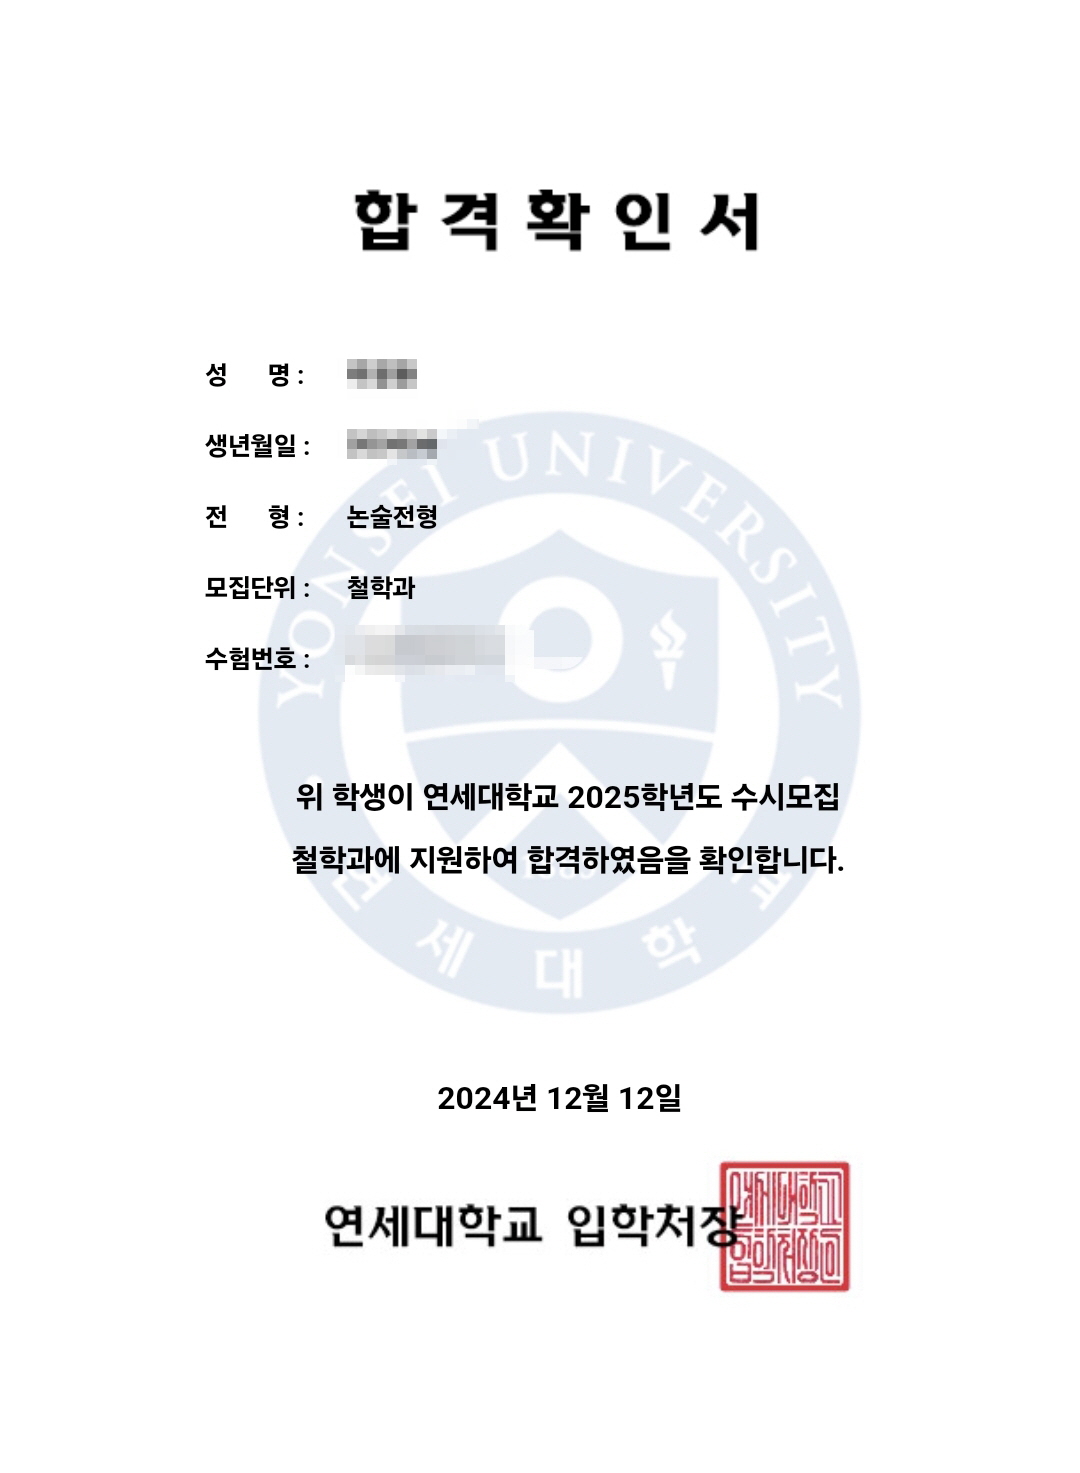 합격확인서
성 명 :
생년월일 :
전 형 : 논술전형
모집단위 : 철학과
수험번호 :
YONSEI UNIVERSITY
위 학생이 연세대학교 2025학년도 수시모집
철학과에 지원하여 합격하였음을 확인합니다.
연세대학교
2024년 12월 12일
연세대학교 입학처장
연세대학교
입학처장인